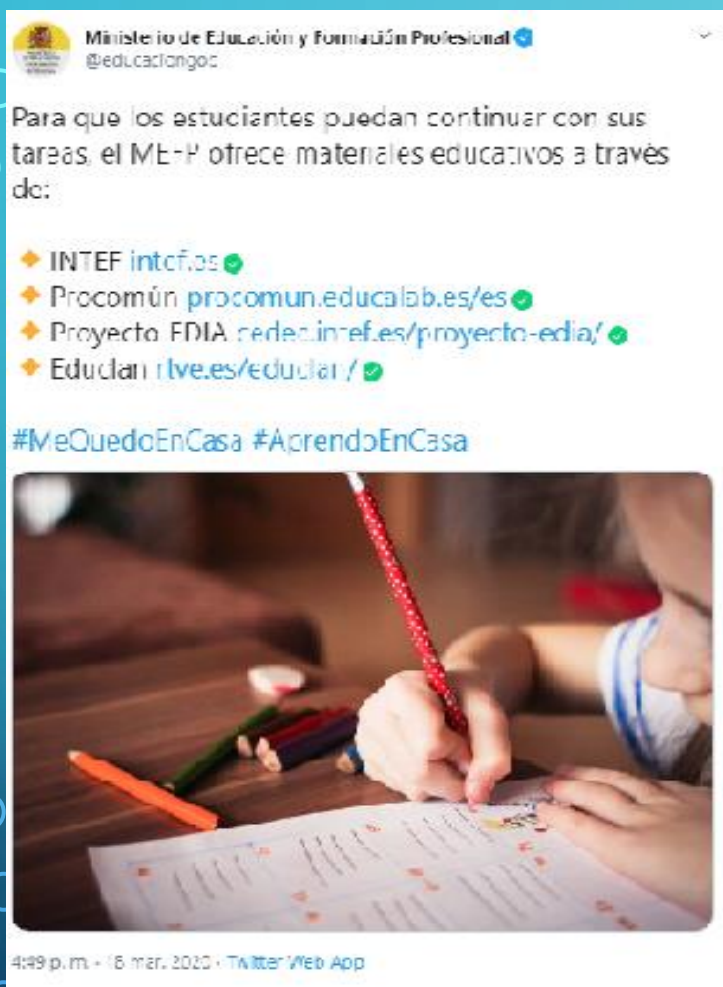 Ministerio de Educación y Formación Profesional
@educaciongob
Para que los estudiantes puedan continuar con sus
tareas, el MEFP ofrece materiales educativos a través
de:
INTEF intef.es
Procomún procomun.educalab.es/es
Proyecto EDIA cedec.intef.es/proyecto-edia/
Educlan rtve.es/educlan/
#MeQuedoEnCasa #AprendoEnCasa
4:49 p. m. · 18 mar. 2020 · Twitter Web App